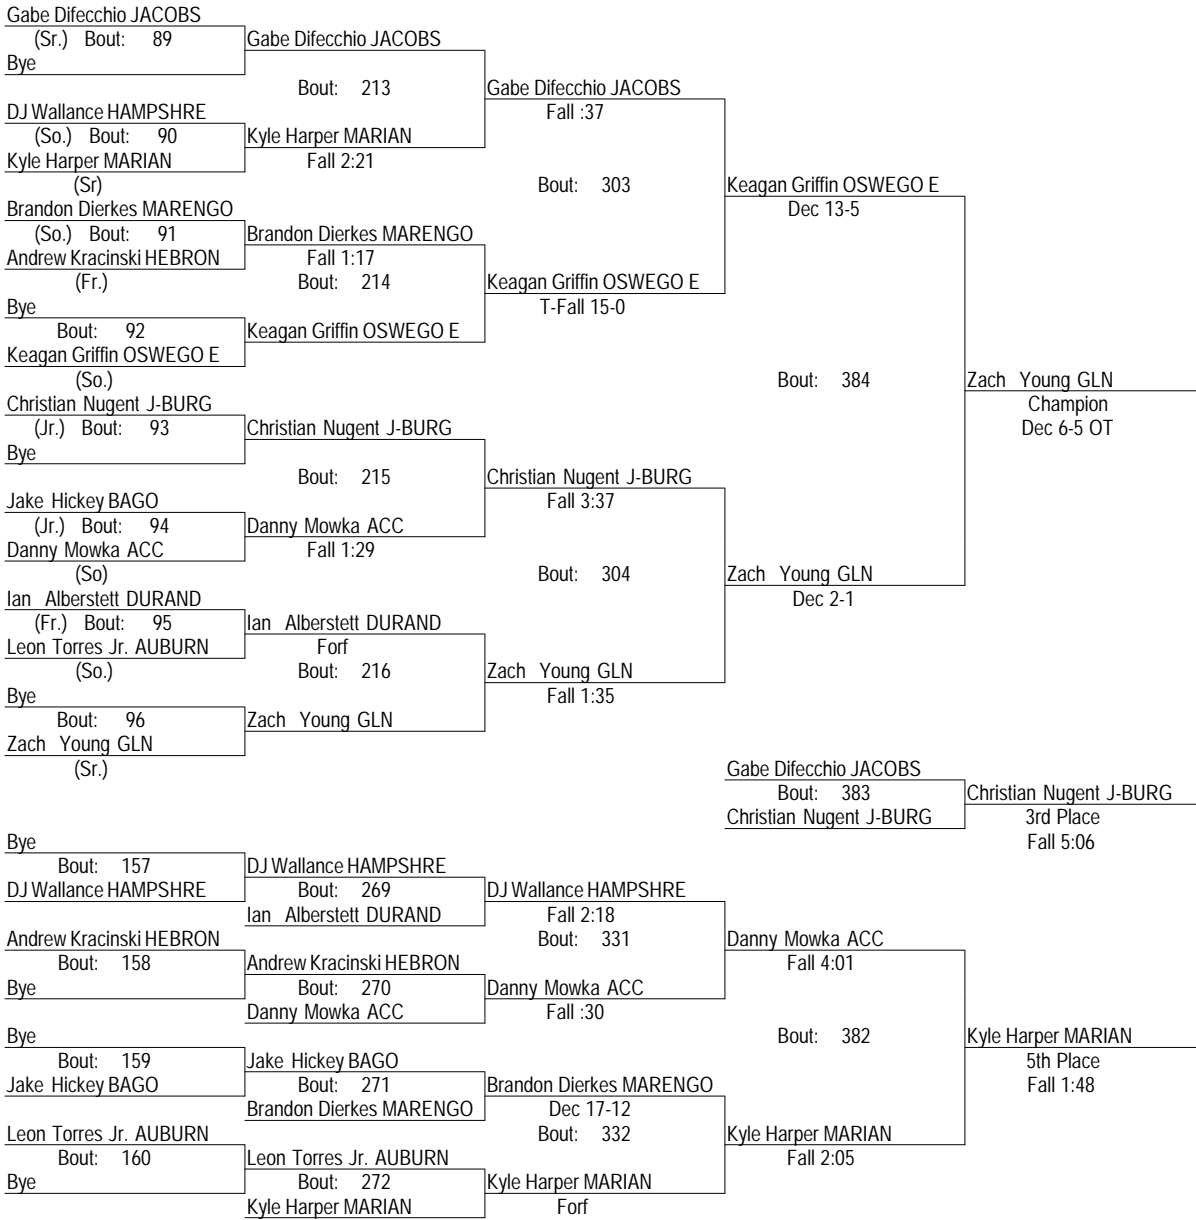 Gabe Difecchio JACOBS
(Sr.) Bout: 89 Gabe Difecchio JACOBS
Bye
Bout: 213 Gabe Difecchio JACOBS
DJ Wallance HAMPSHRE Fall :37
(So.) Bout: 90 Kyle Harper MARIAN
Kyle Harper MARIAN Fall 2:21
(Sr) Bout: 303 Keagan Griffin OSWEGO E
Brandon Dierkes MARENGO Dec 13-5
(So.) Bout: 91 Brandon Dierkes MARENGO
Andrew Kracinski HEBRON Fall 1:17
(Fr.) Bout: 214 Keagan Griffin OSWEGO E
Bye T-Fall 15-0
Bout: 92 Keagan Griffin OSWEGO E
Keagan Griffin OSWEGO E
(So.) Bout: 384 Zach Young GLN
Christian Nugent J-BURG Champion
(Jr.) Bout: 93 Christian Nugent J-BURG Dec 6-5 OT
Bye
Bout: 215 Christian Nugent J-BURG
Jake Hickey BAGO Fall 3:37
(Jr.) Bout: 94 Danny Mowka ACC
Danny Mowka ACC Fall 1:29
(So) Bout: 304 Zach Young GLN
Ian Alberstett DURAND Dec 2-1
(Fr.) Bout: 95 Ian Alberstett DURAND
Leon Torres Jr. AUBURN Forf
(So.) Bout: 216 Zach Young GLN
Bye Fall 1:35
Bout: 96 Zach Young GLN
Zach Young GLN
(Sr.) Gabe Difecchio JACOBS
Bout: 383 Christian Nugent J-BURG
Christian Nugent J-BURG 3rd Place
Bye Fall 5:06
Bout: 157 DJ Wallance HAMPSHRE
DJ Wallance HAMPSHRE Bout: 269 DJ Wallance HAMPSHRE
Ian Alberstett DURAND Fall 2:18
Andrew Kracinski HEBRON Bout: 331 Danny Mowka ACC
Bout: 158 Andrew Kracinski HEBRON Fall 4:01
Bye Bout: 270 Danny Mowka ACC
Danny Mowka ACC Fall :30
Bye Bout: 382 Kyle Harper MARIAN
Bout: 159 Jake Hickey BAGO 5th Place
Jake Hickey BAGO Bout: 271 Brandon Dierkes MARENGO Fall 1:48
Brandon Dierkes MARENGO Dec 17-12
Leon Torres Jr. AUBURN Bout: 332 Kyle Harper MARIAN
Bout: 160 Leon Torres Jr. AUBURN Fall 2:05
Bye Bout: 272 Kyle Harper MARIAN
Kyle Harper MARIAN Forf